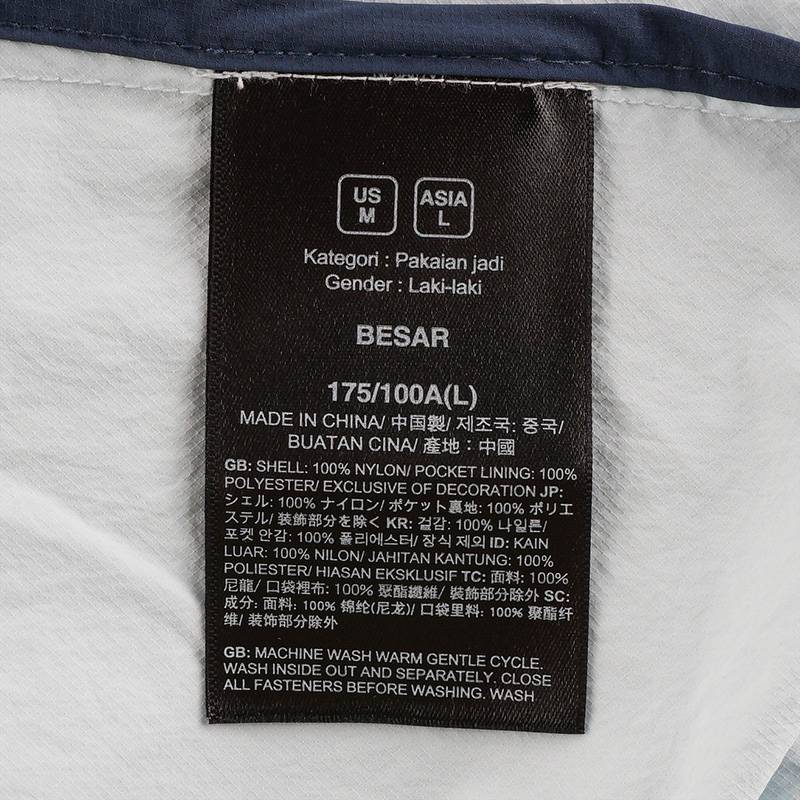 US
M
ASIA
L
Kategori : Pakaian jadi
Gender : Laki-laki
BESAR
175/100A(L)
MADE IN CHINA/ 中国製/ 제조국: 중국/
BUATAN CINA/ 產地：中國
GB: SHELL: 100% NYLON/ POCKET LINING: 100%
POLYESTER/ EXCLUSIVE OF DECORATION JP:
シェル: 100% ナイロン/ ポケット裏地: 100% ポリエ
ステル/ 装飾部分を除く KR: 겉감: 100% 나일론/
포켓 안감: 100% 폴리에스터/ 장식 제외 ID: KAIN
LUAR: 100% NILON/ JAHITAN KANTUNG: 100%
POLIESTER/ HIASAN EKSKLUSIF TC: 面料: 100%
尼龍/ 口袋裡布: 100% 聚酯纖維/ 裝飾部分除外 SC:
成分: 面料: 100% 锦纶(尼龙)/ 口袋里料: 100% 聚酯纤
维/ 装饰部分除外
GB: MACHINE WASH WARM GENTLE CYCLE.
WASH INSIDE OUT AND SEPARATELY. CLOSE
ALL FASTENERS BEFORE WASHING. WASH